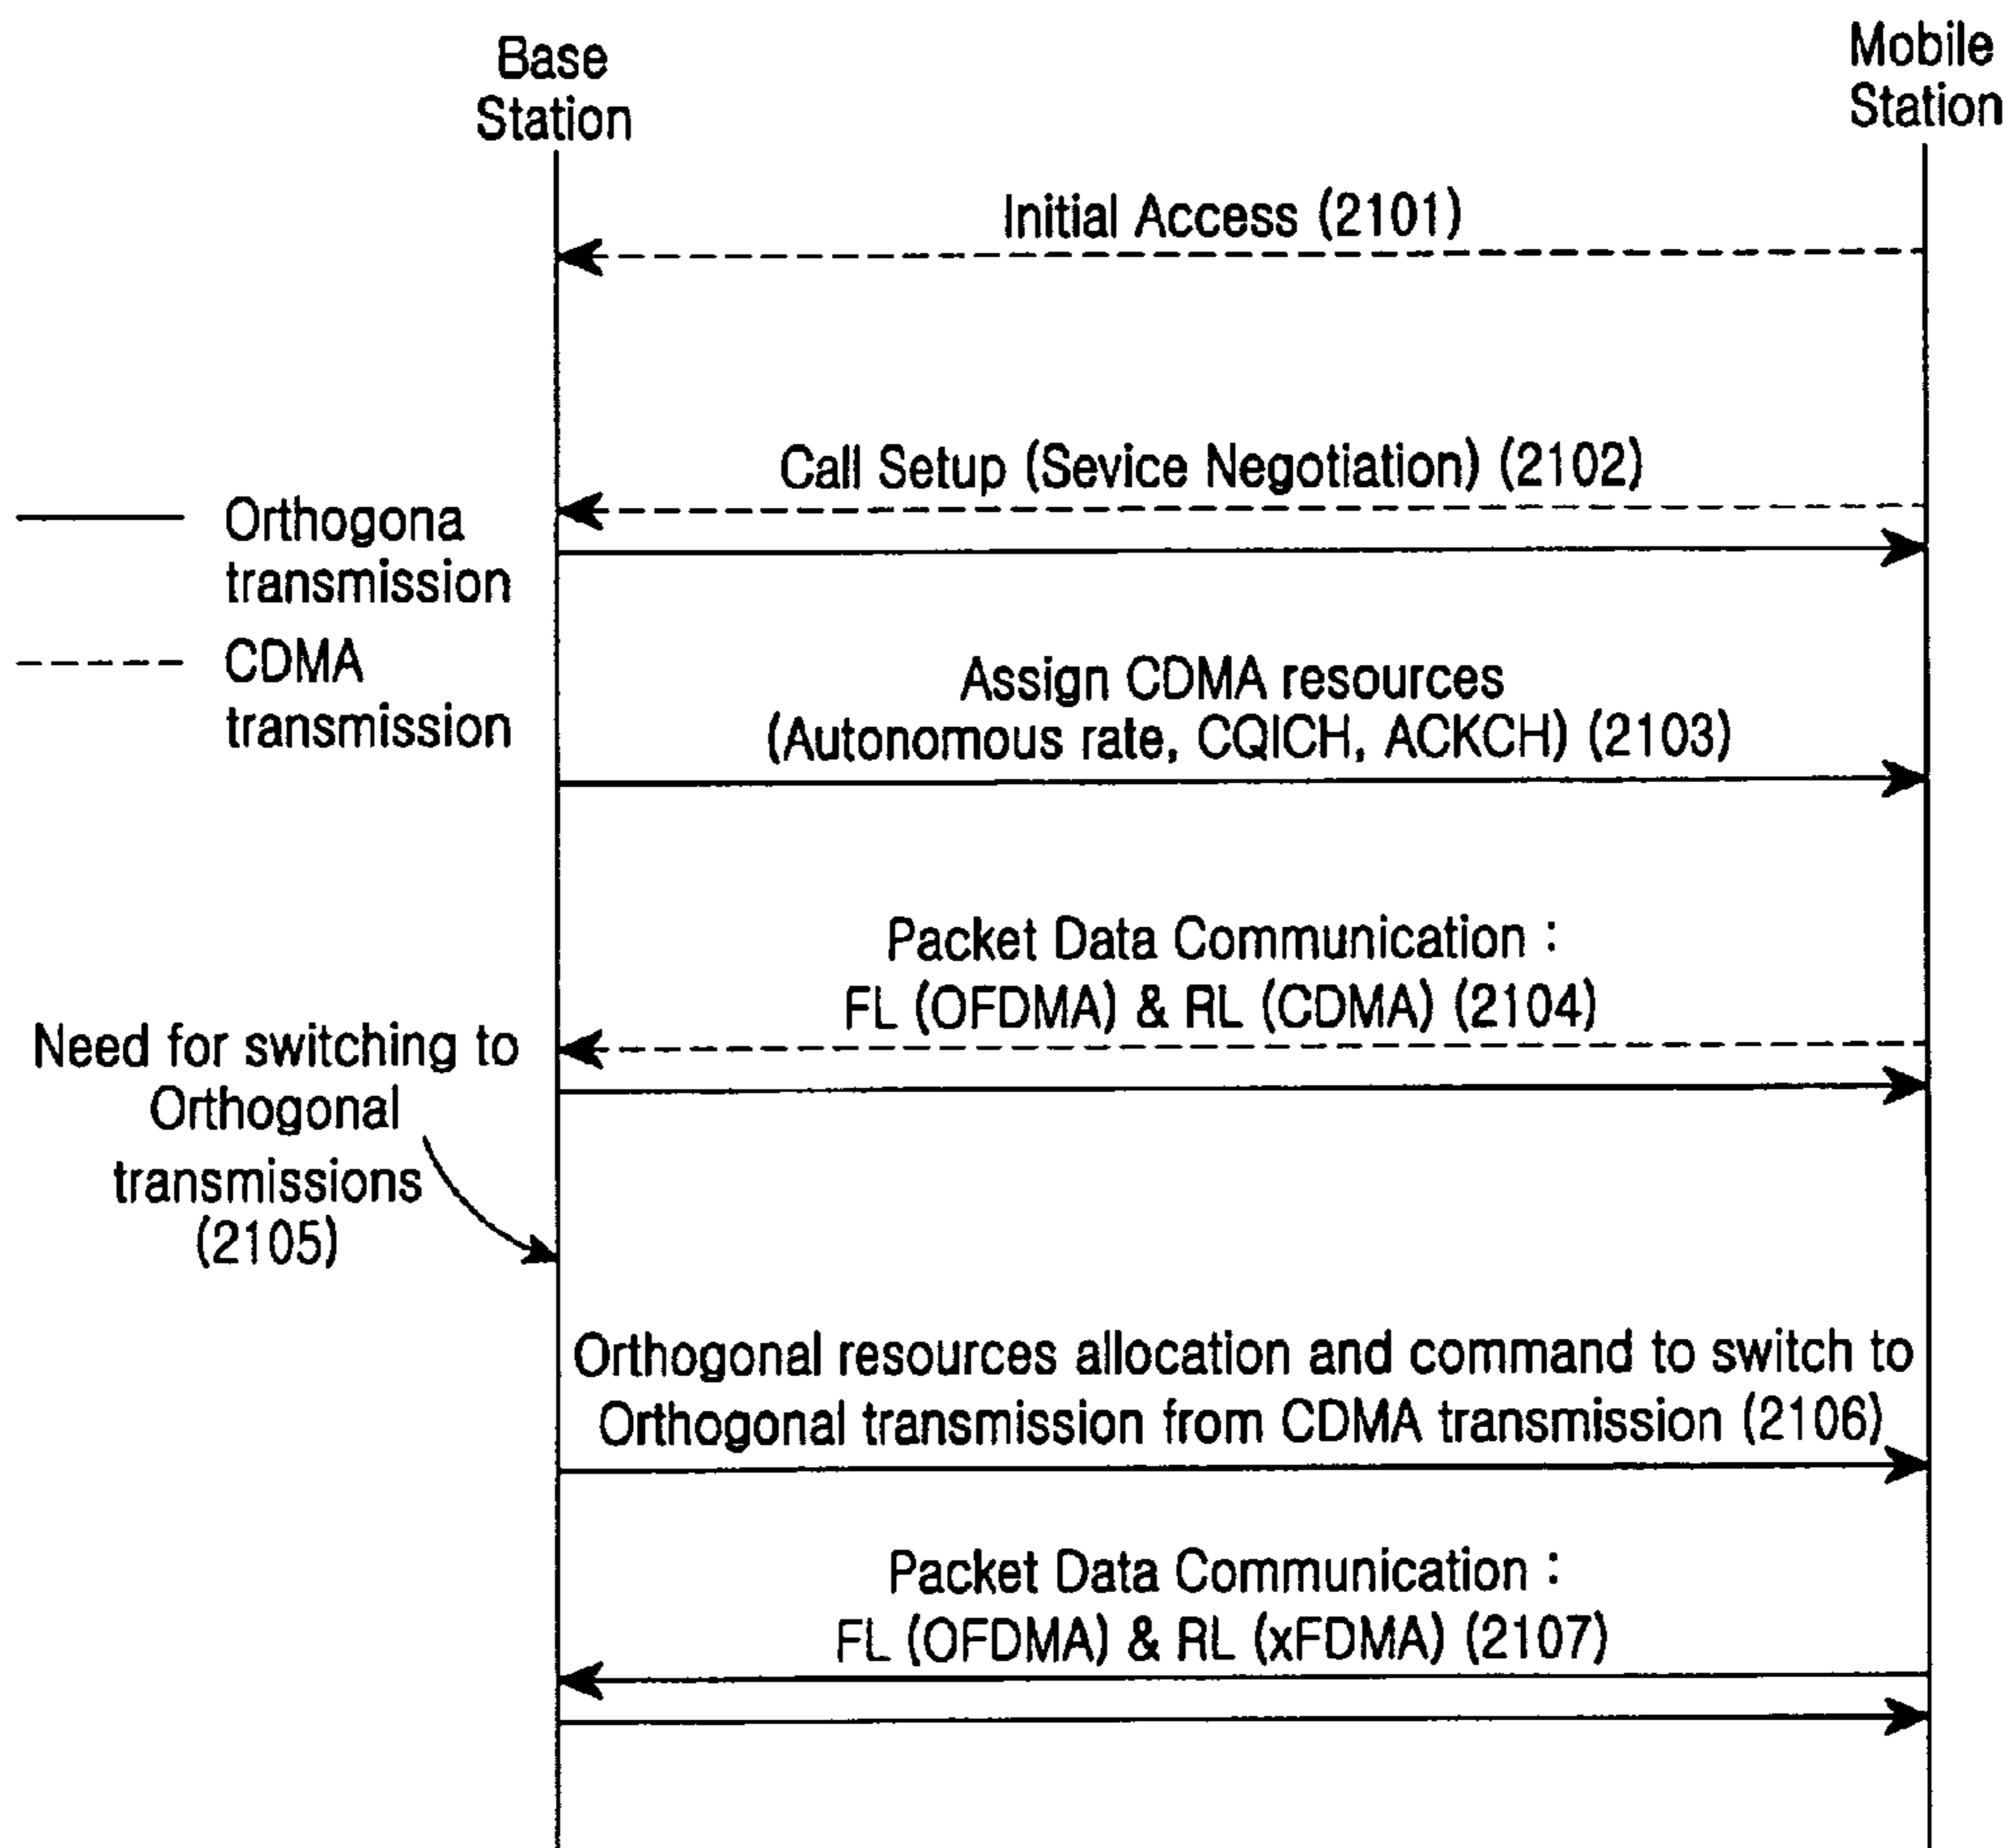 Base
Station
Mobile
Station
Initial Access (2101)
Call Setup (Sevice Negotiation) (2102)
Orthogona
transmission
CDMA
transmission
Assign CDMA resources
(Autonomous rate, CQICH, ACKCH) (2103)
Packet Data Communication :
FL (OFDMA) & RL (CDMA) (2104)
Need for switching to
Orthogonal
transmissions
(2105)
Orthogonal resources allocation and command to switch to
Orthogonal transmission from CDMA transmission (2106)
Packet Data Communication :
FL (OFDMA) & RL (xFDMA) (2107)